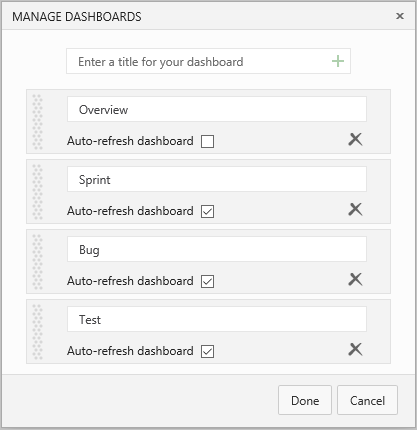 MANAGE DASHBOARDS
Enter a title for your dashboard
Overview
Auto-refresh dashboard
Sprint
Auto-refresh dashboard
Bug
Auto-refresh dashboard
Test
Auto-refresh dashboard
Done Cancel